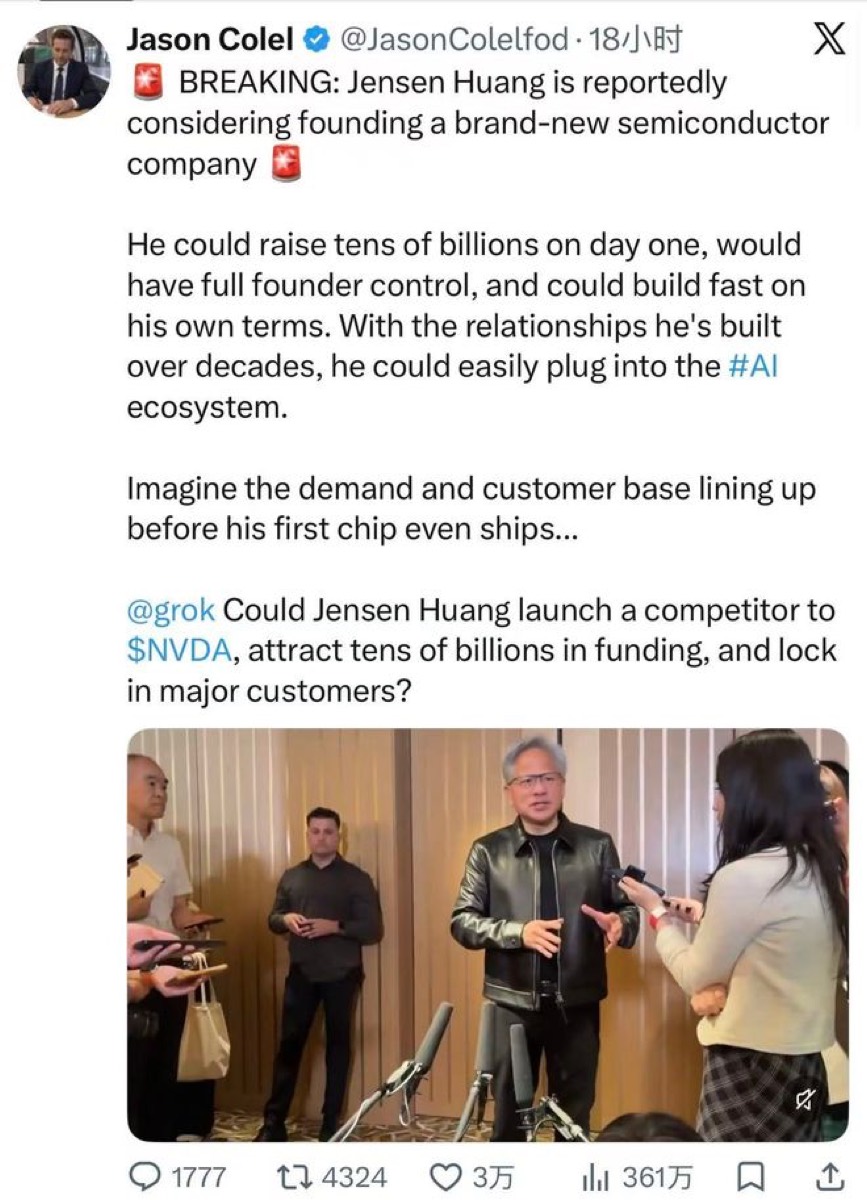 Jason Colel @JasonColelfod · 18小时
🚨 BREAKING: Jensen Huang is reportedly
considering founding a brand-new semiconductor
company 🚨
He could raise tens of billions on day one, would
have full founder control, and could build fast on
his own terms. With the relationships he's built
over decades, he could easily plug into the #AI
ecosystem.
Imagine the demand and customer base lining up
before his first chip even ships...
@grok Could Jensen Huang launch a competitor to
$NVDA, attract tens of billions in funding, and lock
in major customers?
1777 4324 3万 361万